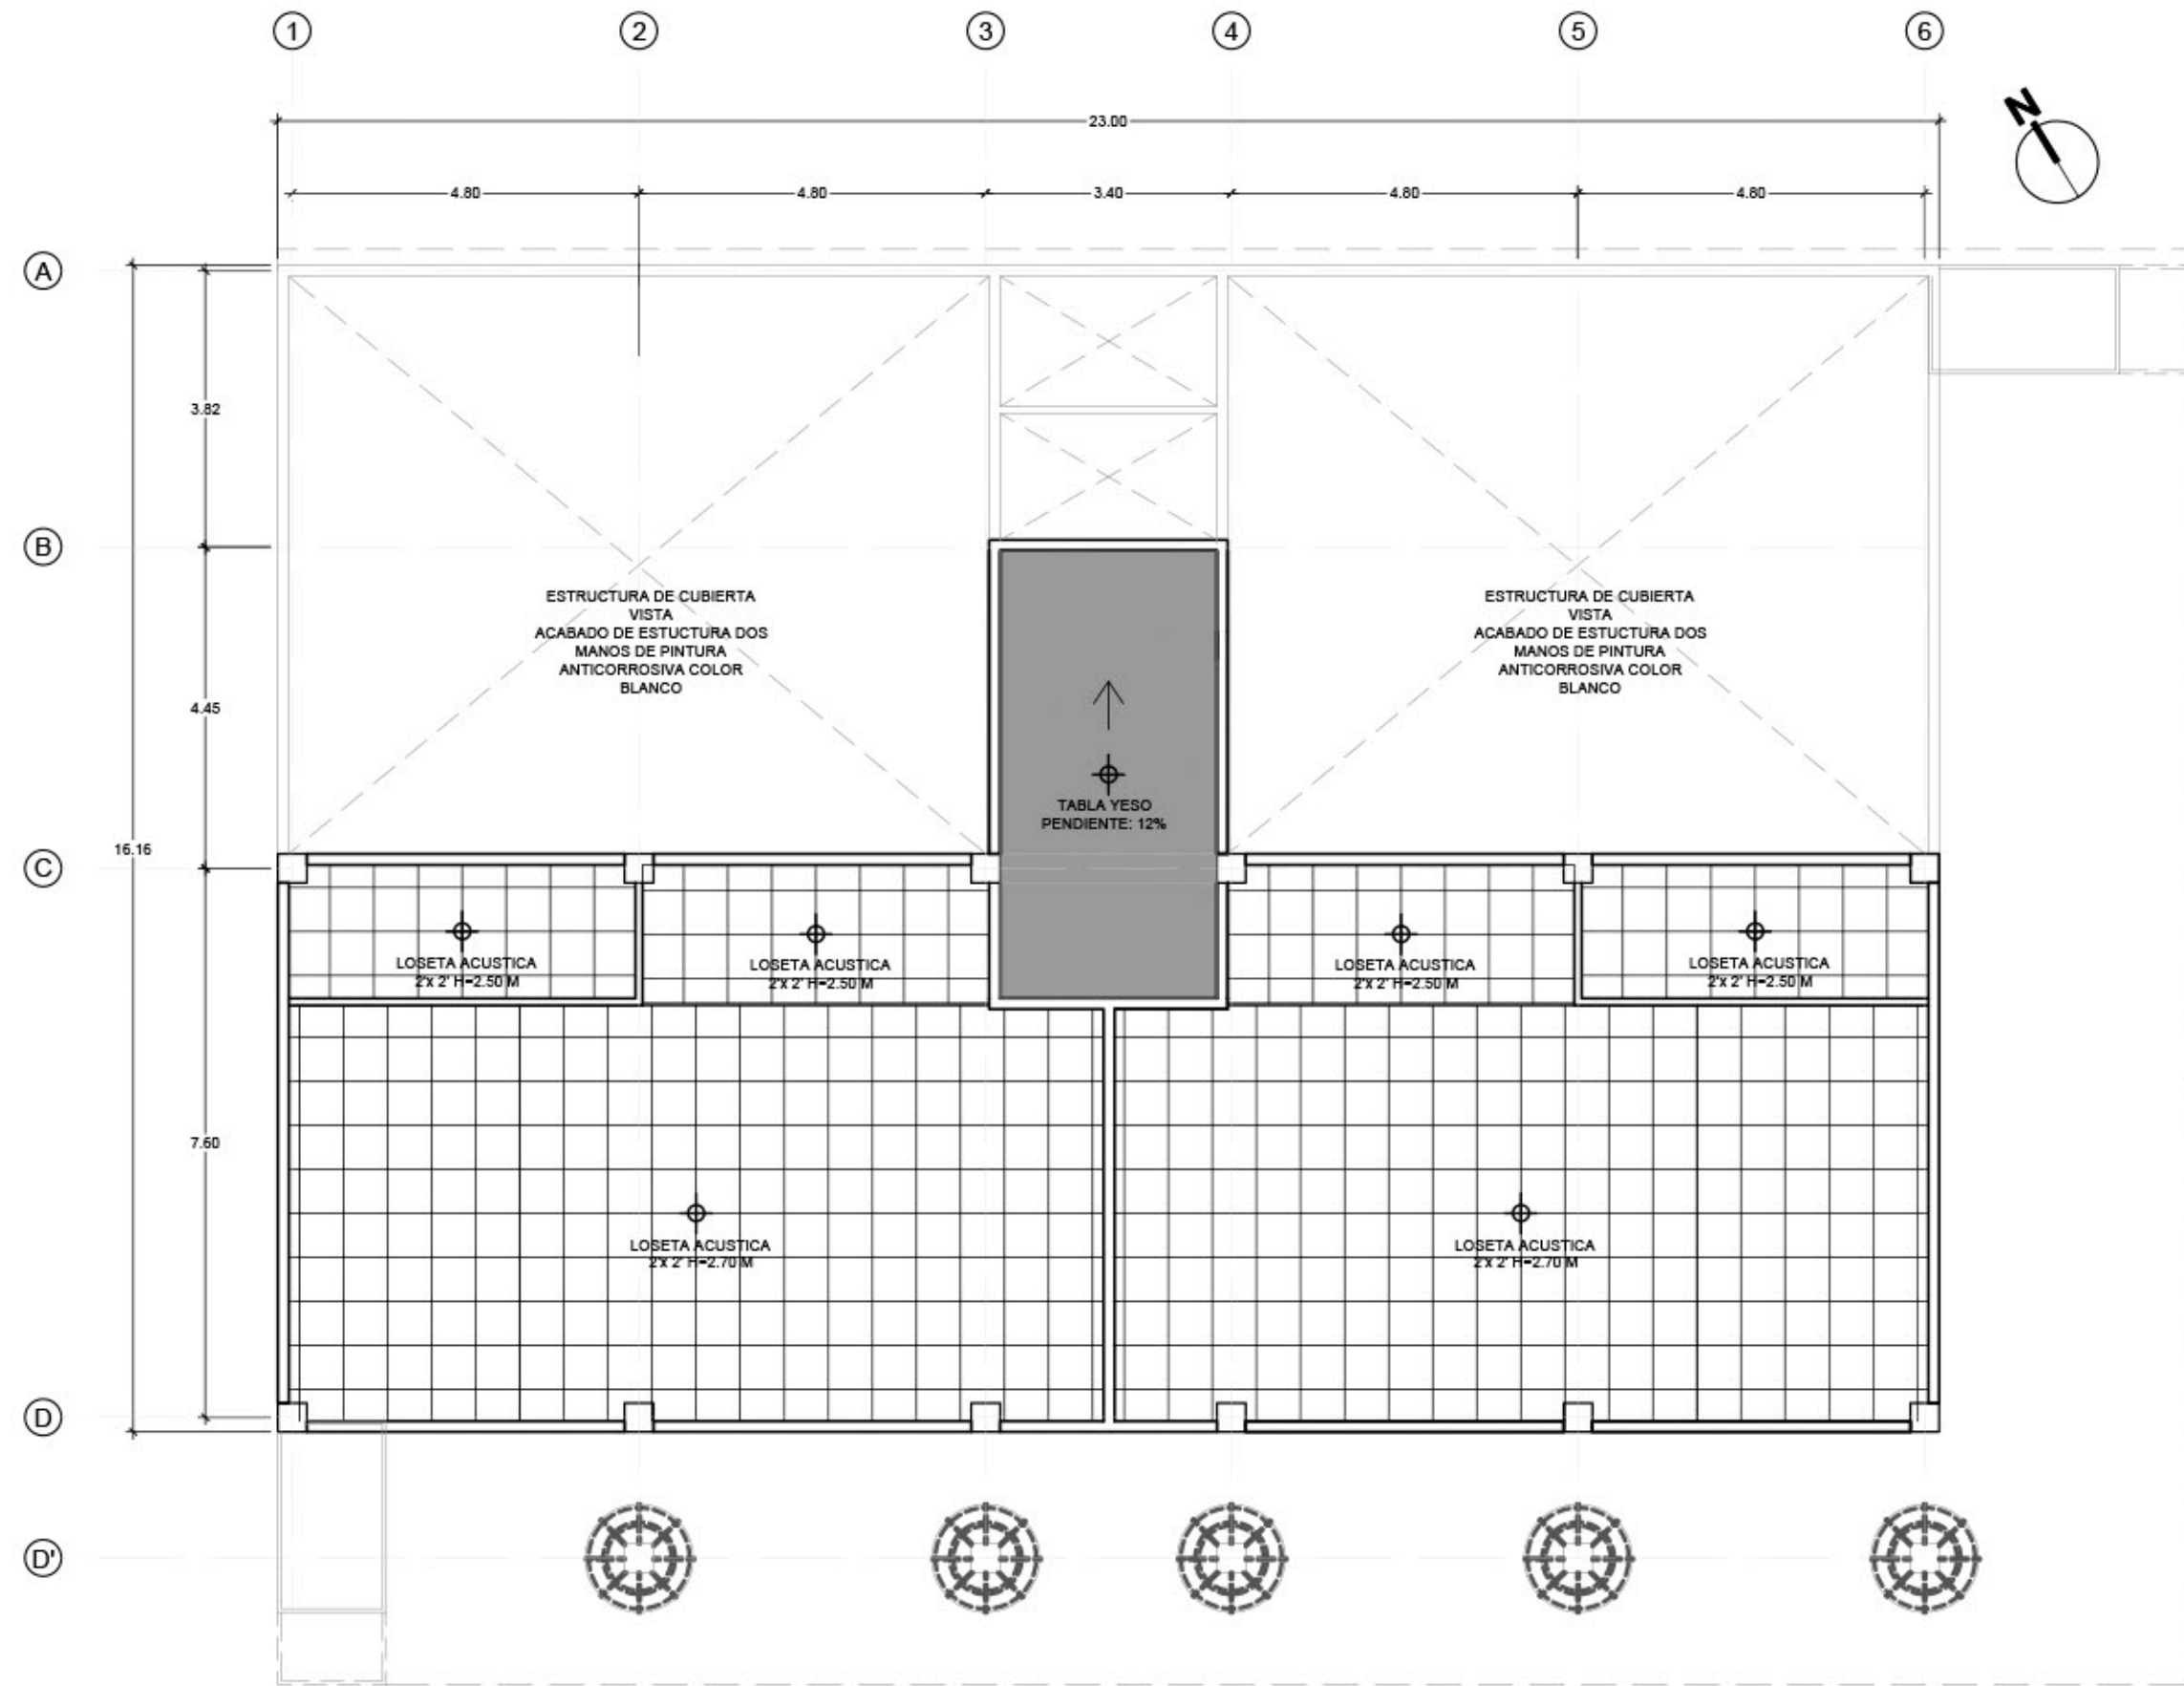 1 2 3 4 5 6
N
23.00
4.80 4.80 3.40 4.80 4.80
A
3.82
B
ESTRUCTURA DE CUBIERTA
VISTA
ACABADO DE ESTUCTURA DOS
MANOS DE PINTURA
ANTICORROSIVA COLOR
BLANCO
ESTRUCTURA DE CUBIERTA
VISTA
ACABADO DE ESTUCTURA DOS
MANOS DE PINTURA
ANTICORROSIVA COLOR
BLANCO
4.45
TABLA YESO
PENDIENTE: 12%
16.16
C
LOSETA ACUSTICA
2'x 2' H=2.50 M
LOSETA ACUSTICA
2'x 2' H=2.50 M
LOSETA ACUSTICA
2'x 2' H=2.50 M
LOSETA ACUSTICA
2'x 2' H=2.50 M
7.60
LOSETA ACUSTICA
2'x 2' H=2.70 M
LOSETA ACUSTICA
2'x 2' H=2.70 M
D
D'